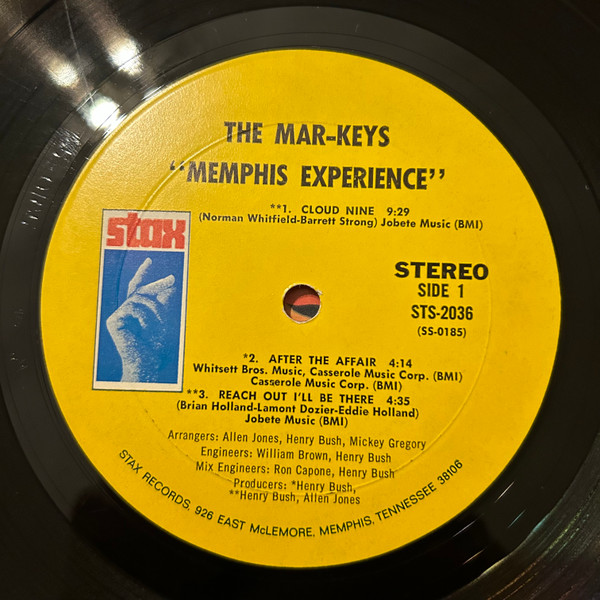 THE MAR-KEYS
"MEMPHIS EXPERIENCE"
**1. CLOUD NINE 9:29
(Norman Whitfield-Barrett Strong) Jobete Music (BMI)
stax
STEREO
SIDE 1
STS-2036
(SS-0185)
*2. AFTER THE AFFAIR 4:14
Whitsett Bros. Music, Casserole Music Corp. (BMI)
Casserole Music Corp. (BMI)
**3. REACH OUT I'LL BE THERE 4:35
(Brian Holland-Lamont Dozier-Eddie Holland)
Jobete Music (BMI)
Arrangers: Allen Jones, Henry Bush, Mickey Gregory
Engineers: William Brown, Henry Bush
Mix Engineers: Ron Capone, Henry Bush
Producers: *Henry Bush,
**Henry Bush, Allen Jones
STAX RECORDS, 926 EAST McLEMORE, MEMPHIS, TENNESSEE 38106